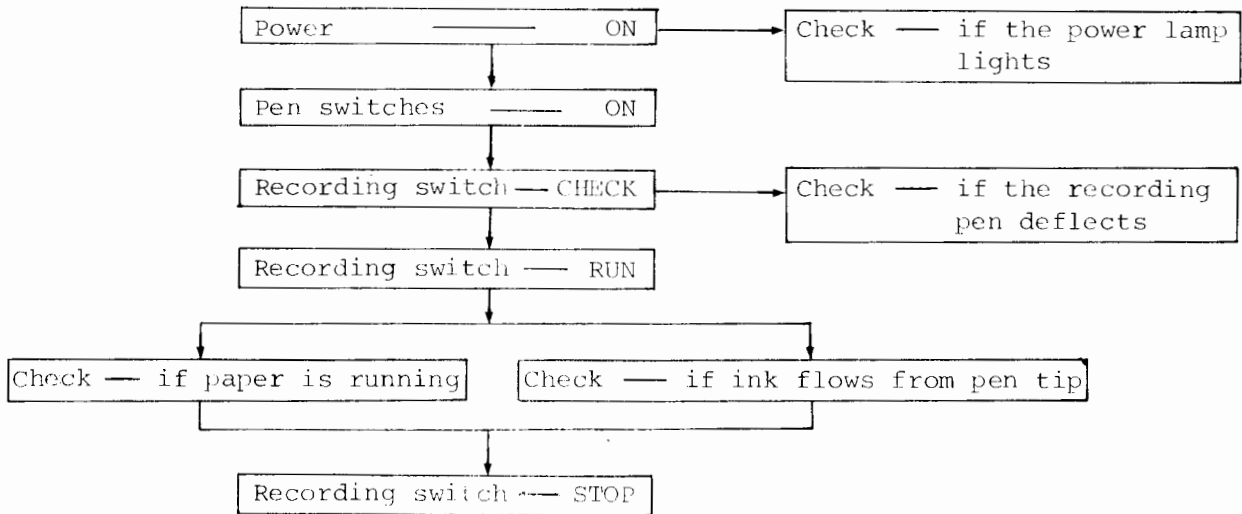 Power —— ON
Check — if the power lamp
lights
Pen switches —— ON
Recording switch — CHECK
Check — if the recording
pen deflects
Recording switch — RUN
Check — if paper is running
Check — if ink flows from pen tip
Recording switch — STOP